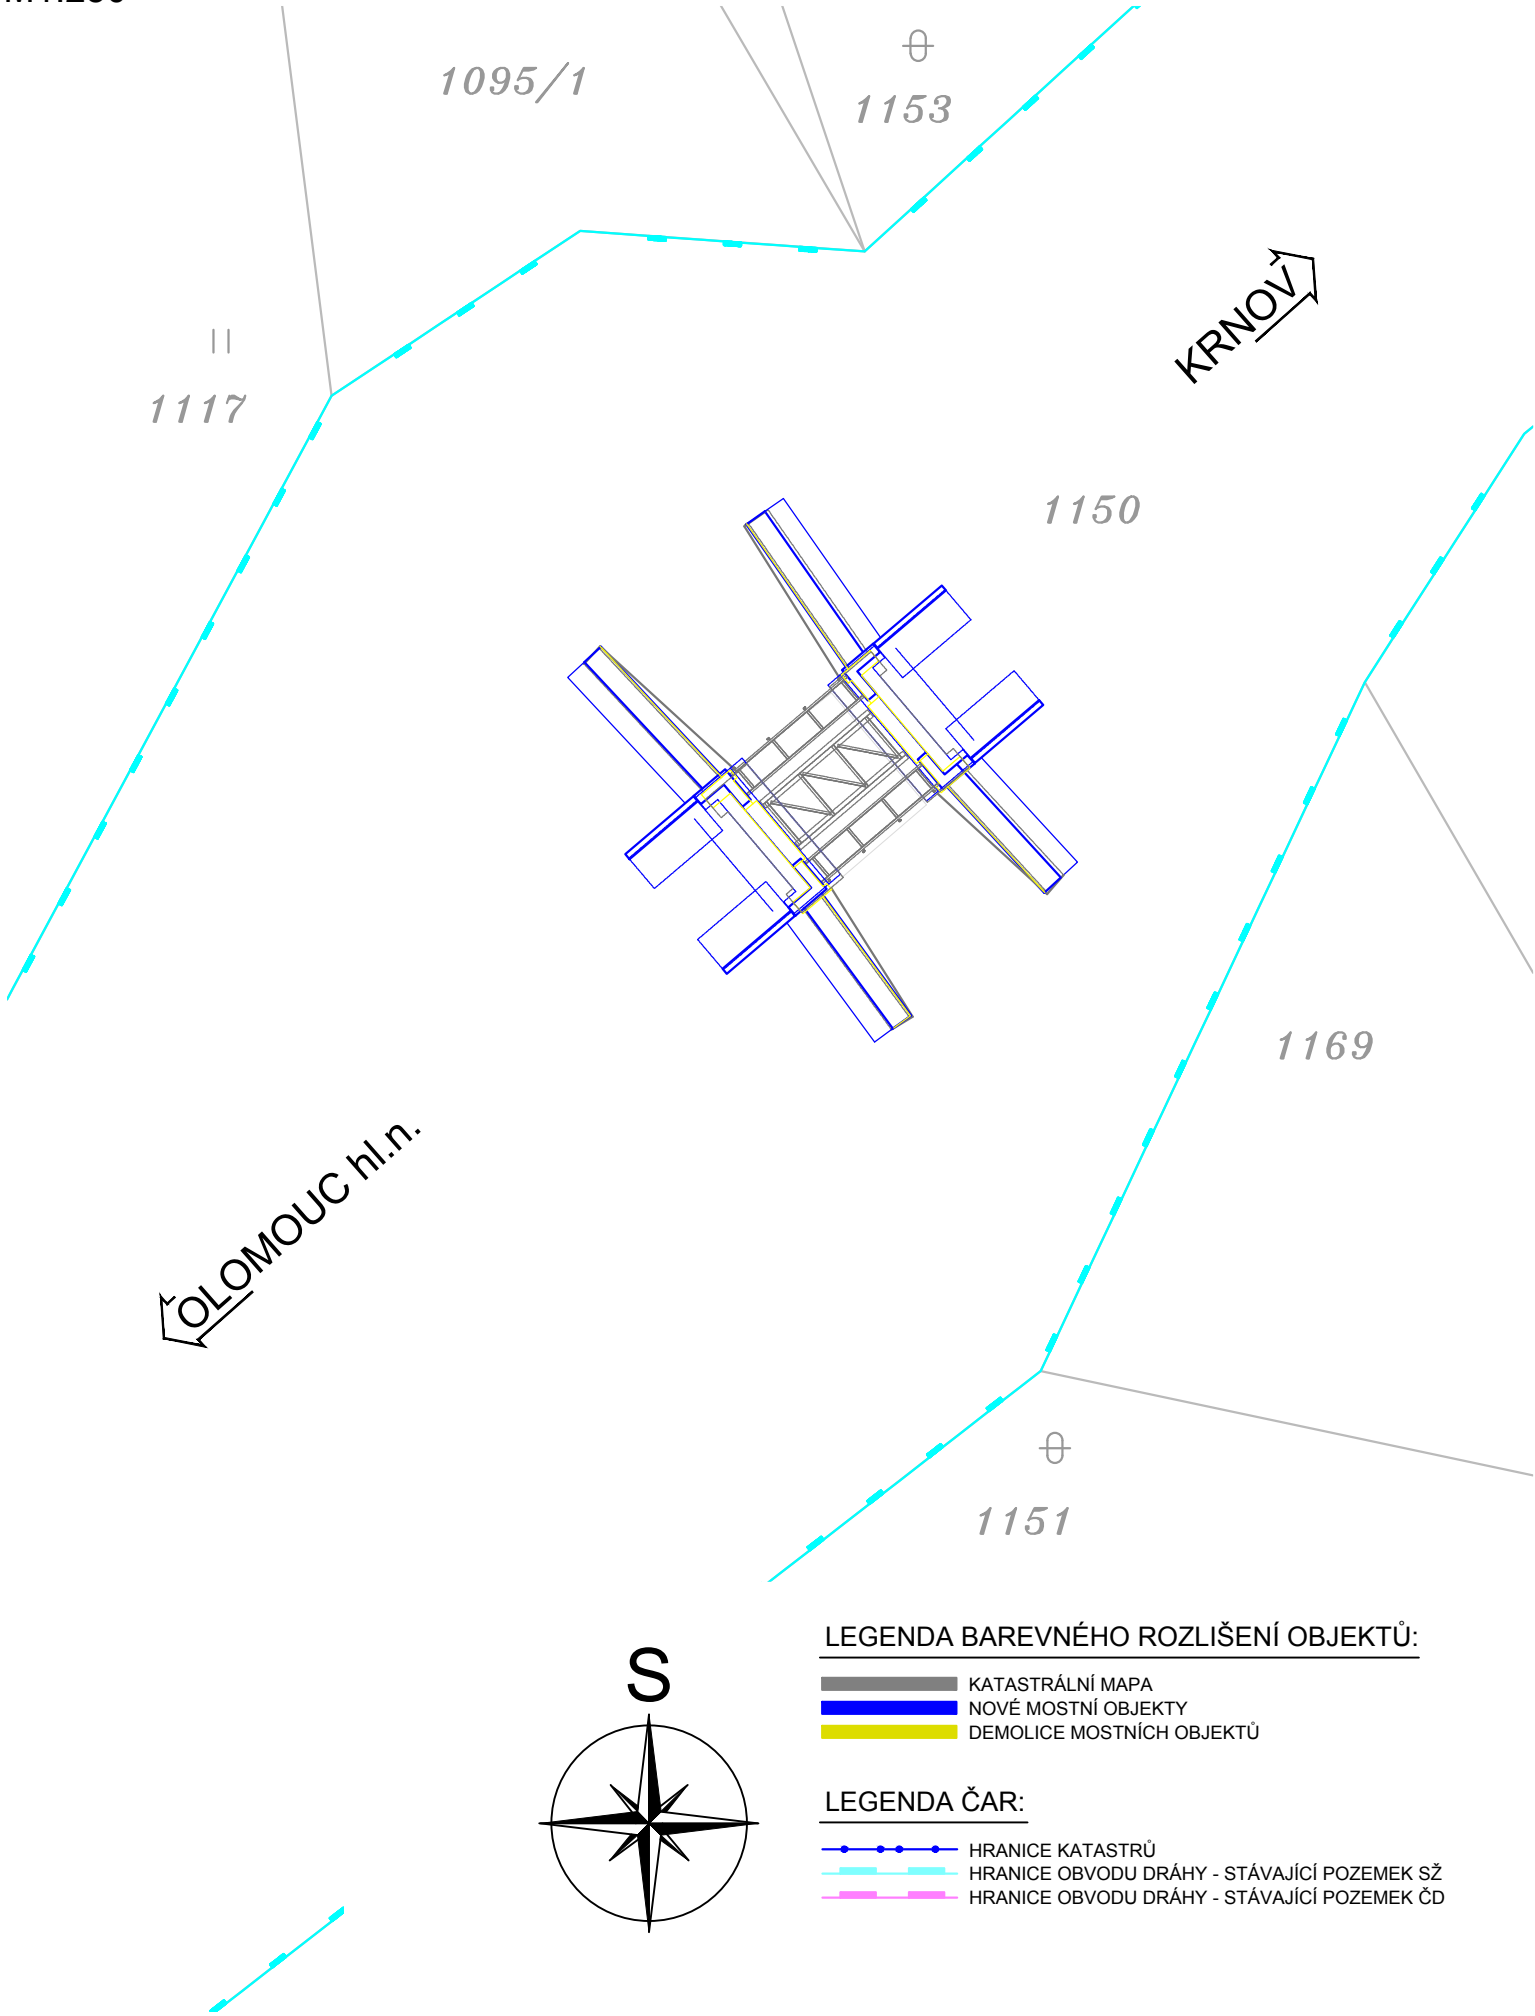 1095/1
1153
KRNOV
1117
1150
1169
OLOMOUC hl.n.
1151
S
LEGENDA BAREVNÉHO ROZLIŠENÍ OBJEKTŮ:
KATASTRÁLNÍ MAPA
NOVÉ MOSTNÍ OBJEKTY
DEMOLICE MOSTNÍCH OBJEKTŮ
LEGENDA ČAR:
HRANICE KATASTRŮ
HRANICE OBVODU DRÁHY - STÁVAJÍCÍ POZEMEK SŽ
HRANICE OBVODU DRÁHY - STÁVAJÍCÍ POZEMEK ČD